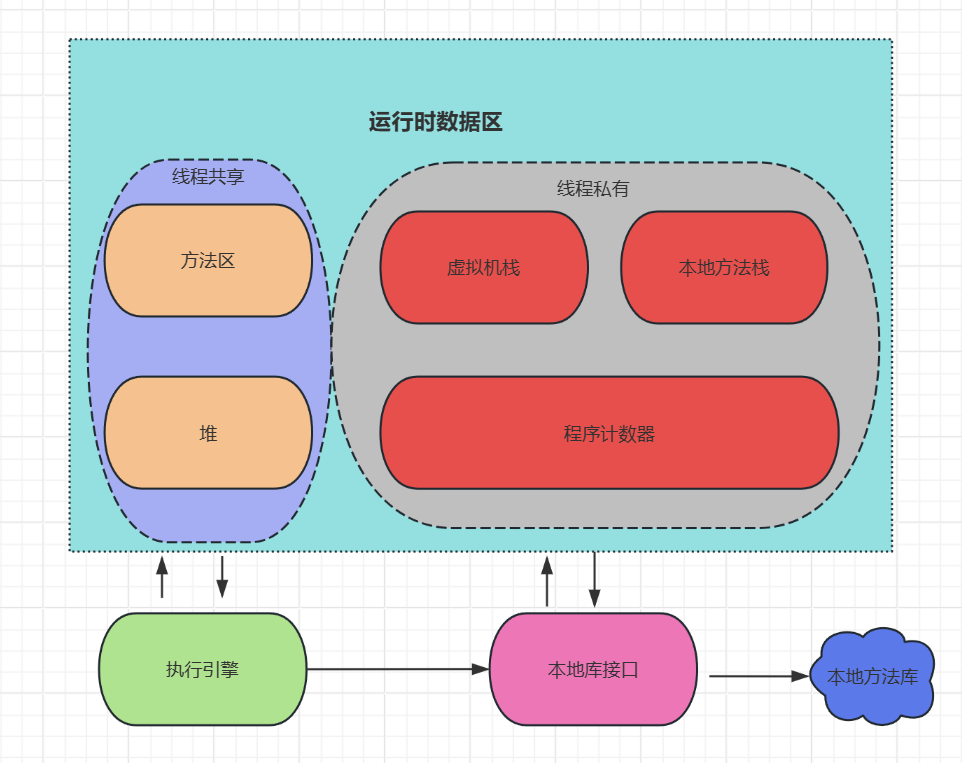 运行时数据区
线程共享
线程私有
方法区
虚拟机栈
本地方法栈
堆
程序计数器
执行引擎
本地库接口
本地方法库